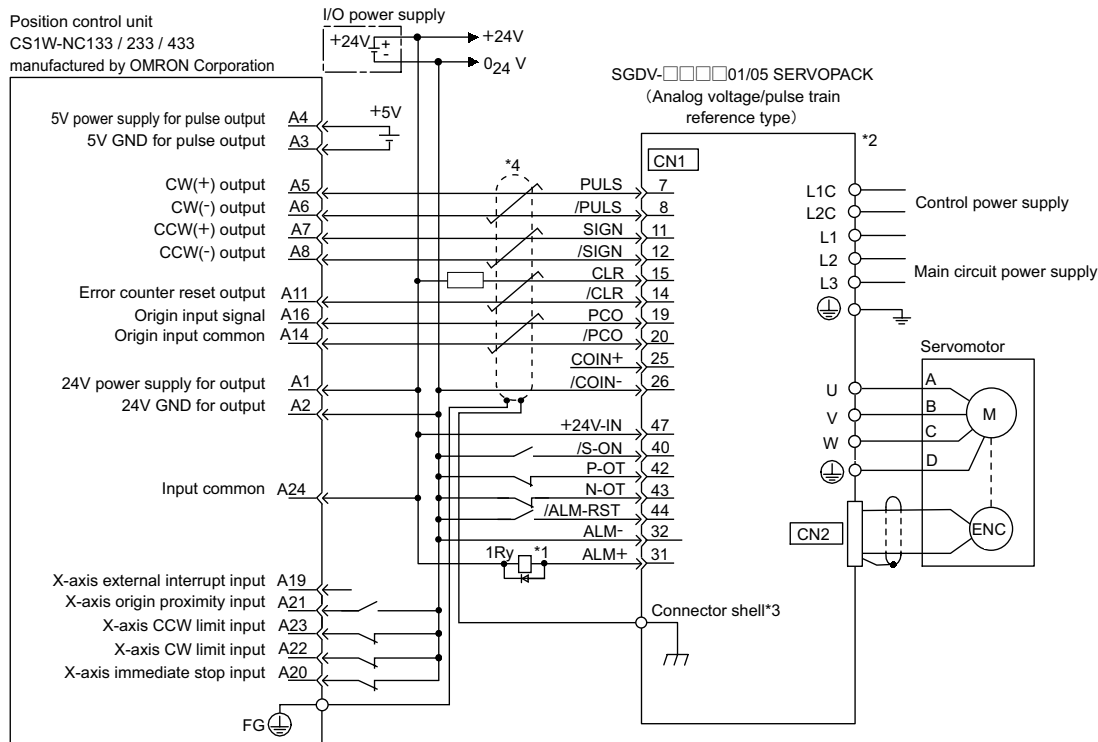 Position control unit
CS1W-NC133 / 233 / 433
manufactured by OMRON Corporation
I/O power supply
+24V
+
-
+24V
0₂₄ V
SGDV-□□□□01/05 SERVOPACK
(Analog voltage/pulse train
reference type)
5V power supply for pulse output A4
+5V
5V GND for pulse output A3
*2
CN1
*4
CW(+) output A5 PULS 7
CW(-) output A6 /PULS 8
CCW(+) output A7 SIGN 11
CCW(-) output A8 /SIGN 12
CLR 15
Error counter reset output A11 /CLR 14
Origin input signal A16 PCO 19
Origin input common A14 /PCO 20
COIN+ 25
24V power supply for output A1 /COIN- 26
24V GND for output A2
+24V-IN 47
/S-ON 40
P-OT 42
Input common A24 N-OT 43
/ALM-RST 44
ALM- 32
1Ry *1 ALM+ 31
X-axis external interrupt input A19
X-axis origin proximity input A21
X-axis CCW limit input A23
X-axis CW limit input A22
X-axis immediate stop input A20
FG
Connector shell*3
L1C
L2C
Control power supply
L1
L2
L3
Main circuit power supply
Servomotor
U A
V B
W C
D
M
CN2
ENC